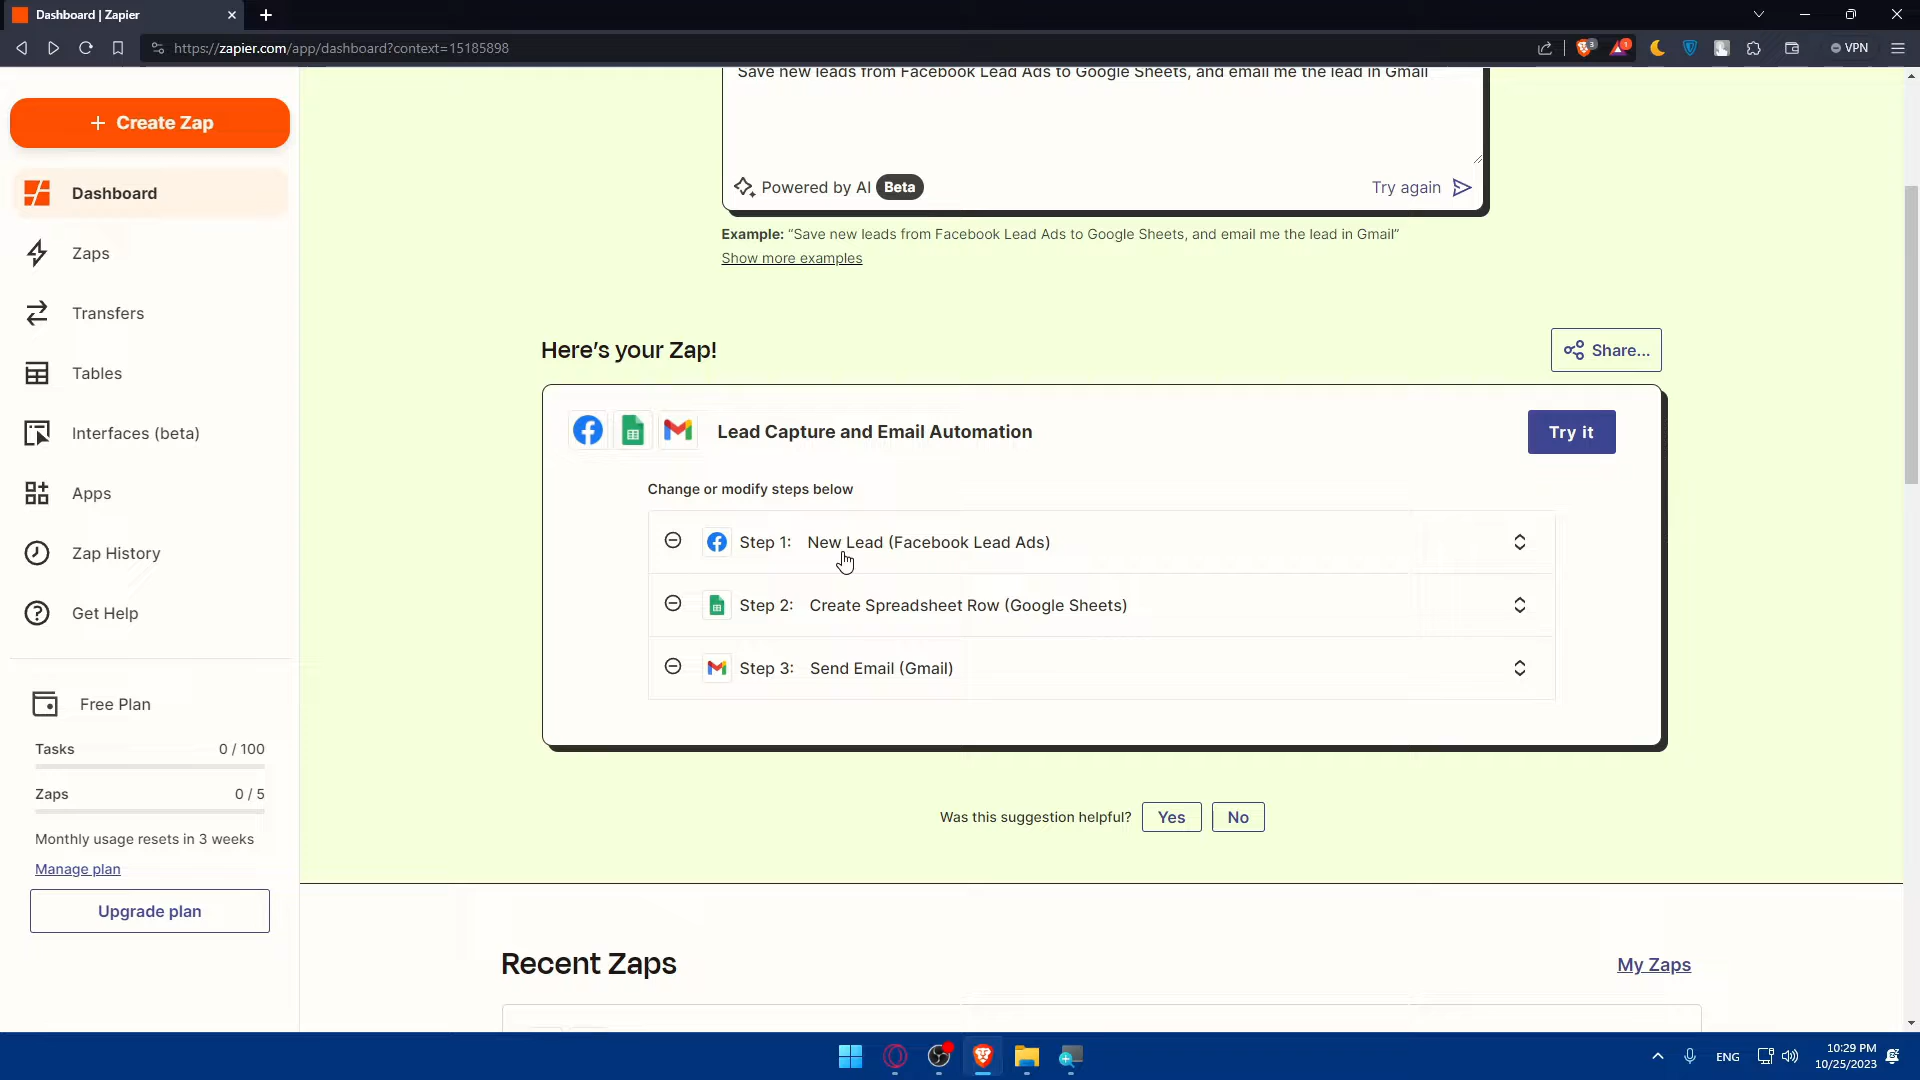 Dashboard | Zapier
https://zapier.com/app/dashboard?context=15185898
3
1
VPN
Create Zap
Dashboard
Zaps
Transfers
Tables
Interfaces (beta)
Apps
Zap History
Get Help
Free Plan
Tasks 0 / 100
Zaps 0 / 5
Monthly usage resets in 3 weeks
Manage plan
Upgrade plan
Save new leads from Facebook Lead Ads to Google Sheets, and email me the lead in Gmail
Powered by AI Beta
Try again
Example: “Save new leads from Facebook Lead Ads to Google Sheets, and email me the lead in Gmail”
Show more examples
Here’s your Zap!
Share...
Lead Capture and Email Automation
Try it
Change or modify steps below
Step 1: New Lead (Facebook Lead Ads)
Step 2: Create Spreadsheet Row (Google Sheets)
Step 3: Send Email (Gmail)
Was this suggestion helpful? Yes No
Recent Zaps
My Zaps
ENG
10:29 PM
10/25/2023